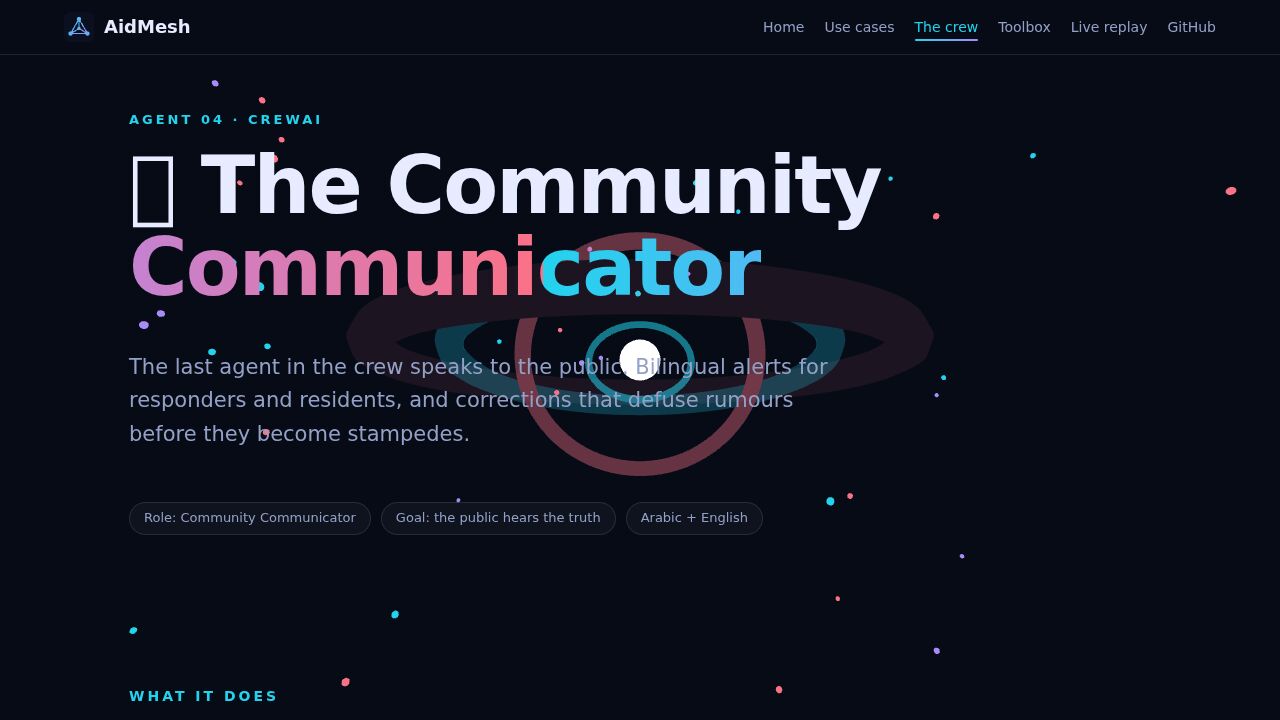 AidMesh
Home
Use cases
The crew
Toolbox
Live replay
GitHub
AGENT 04 · CREWAI
The Community
Communicator
The last agent in the crew speaks to the public. Bilingual alerts for
responders and residents, and corrections that defuse rumours
before they become stampedes.
Role: Community Communicator
Goal: the public hears the truth
Arabic + English
WHAT IT DOES